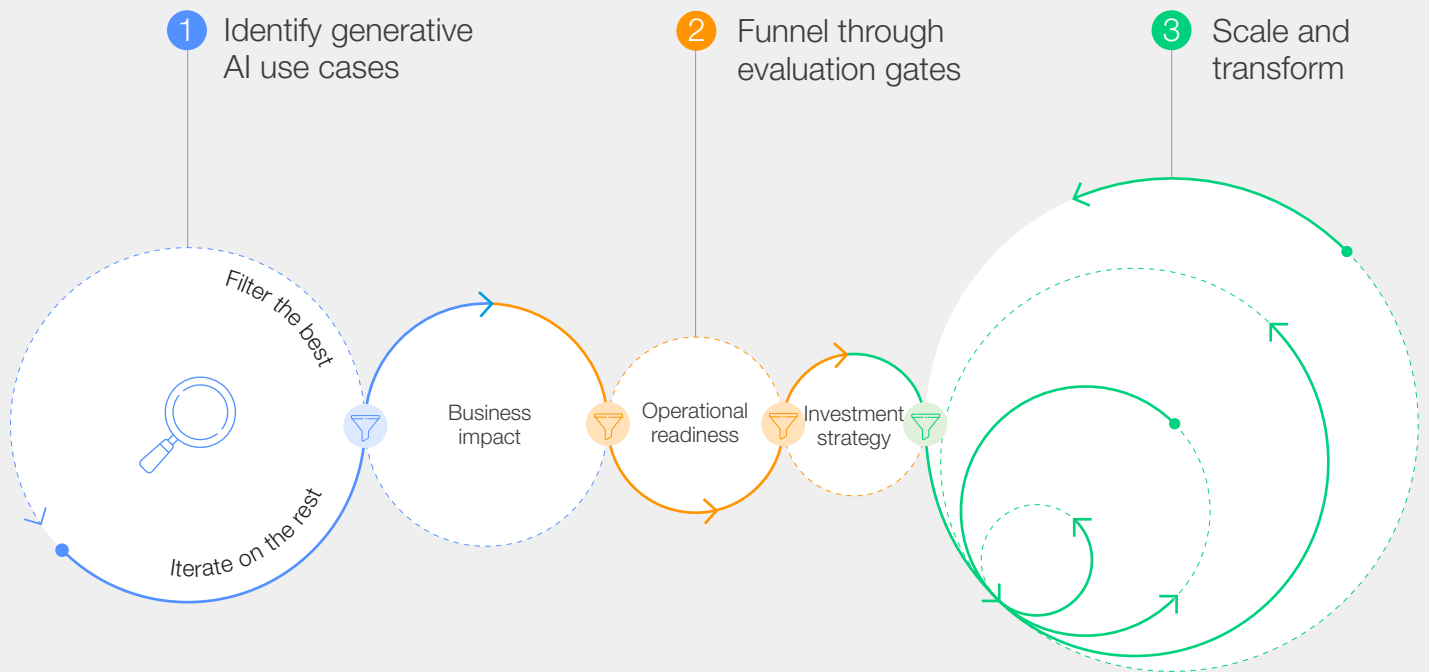 1 Identify generative
AI use cases
2 Funnel through
evaluation gates
3 Scale and
transform
Filter the best
Iterate on the rest
Business
impact
Operational
readiness
Investment
strategy